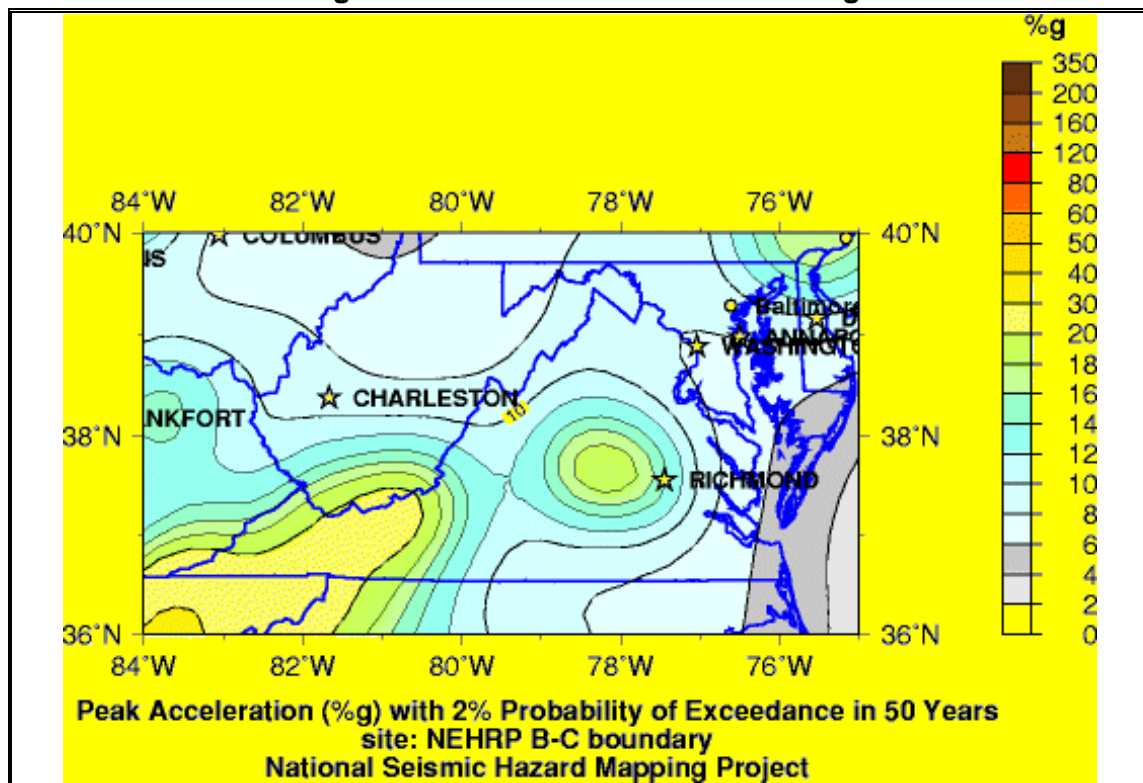 %g
350
200
160
120
80
60
50
40
30
20
18
16
14
12
10
8
6
4
2
0
84°W 82°W 80°W 78°W 76°W
40°N 40°N
COLUMBUS
Baltimore
WASHINGTO
CHARLESTON
NKFORT
10
38°N 38°N
RICHMOND
36°N 36°N
84°W 82°W 80°W 78°W 76°W
Peak Acceleration (%g) with 2% Probability of Exceedance in 50 Years
site: NEHRP B-C boundary
National Seismic Hazard Mapping Project